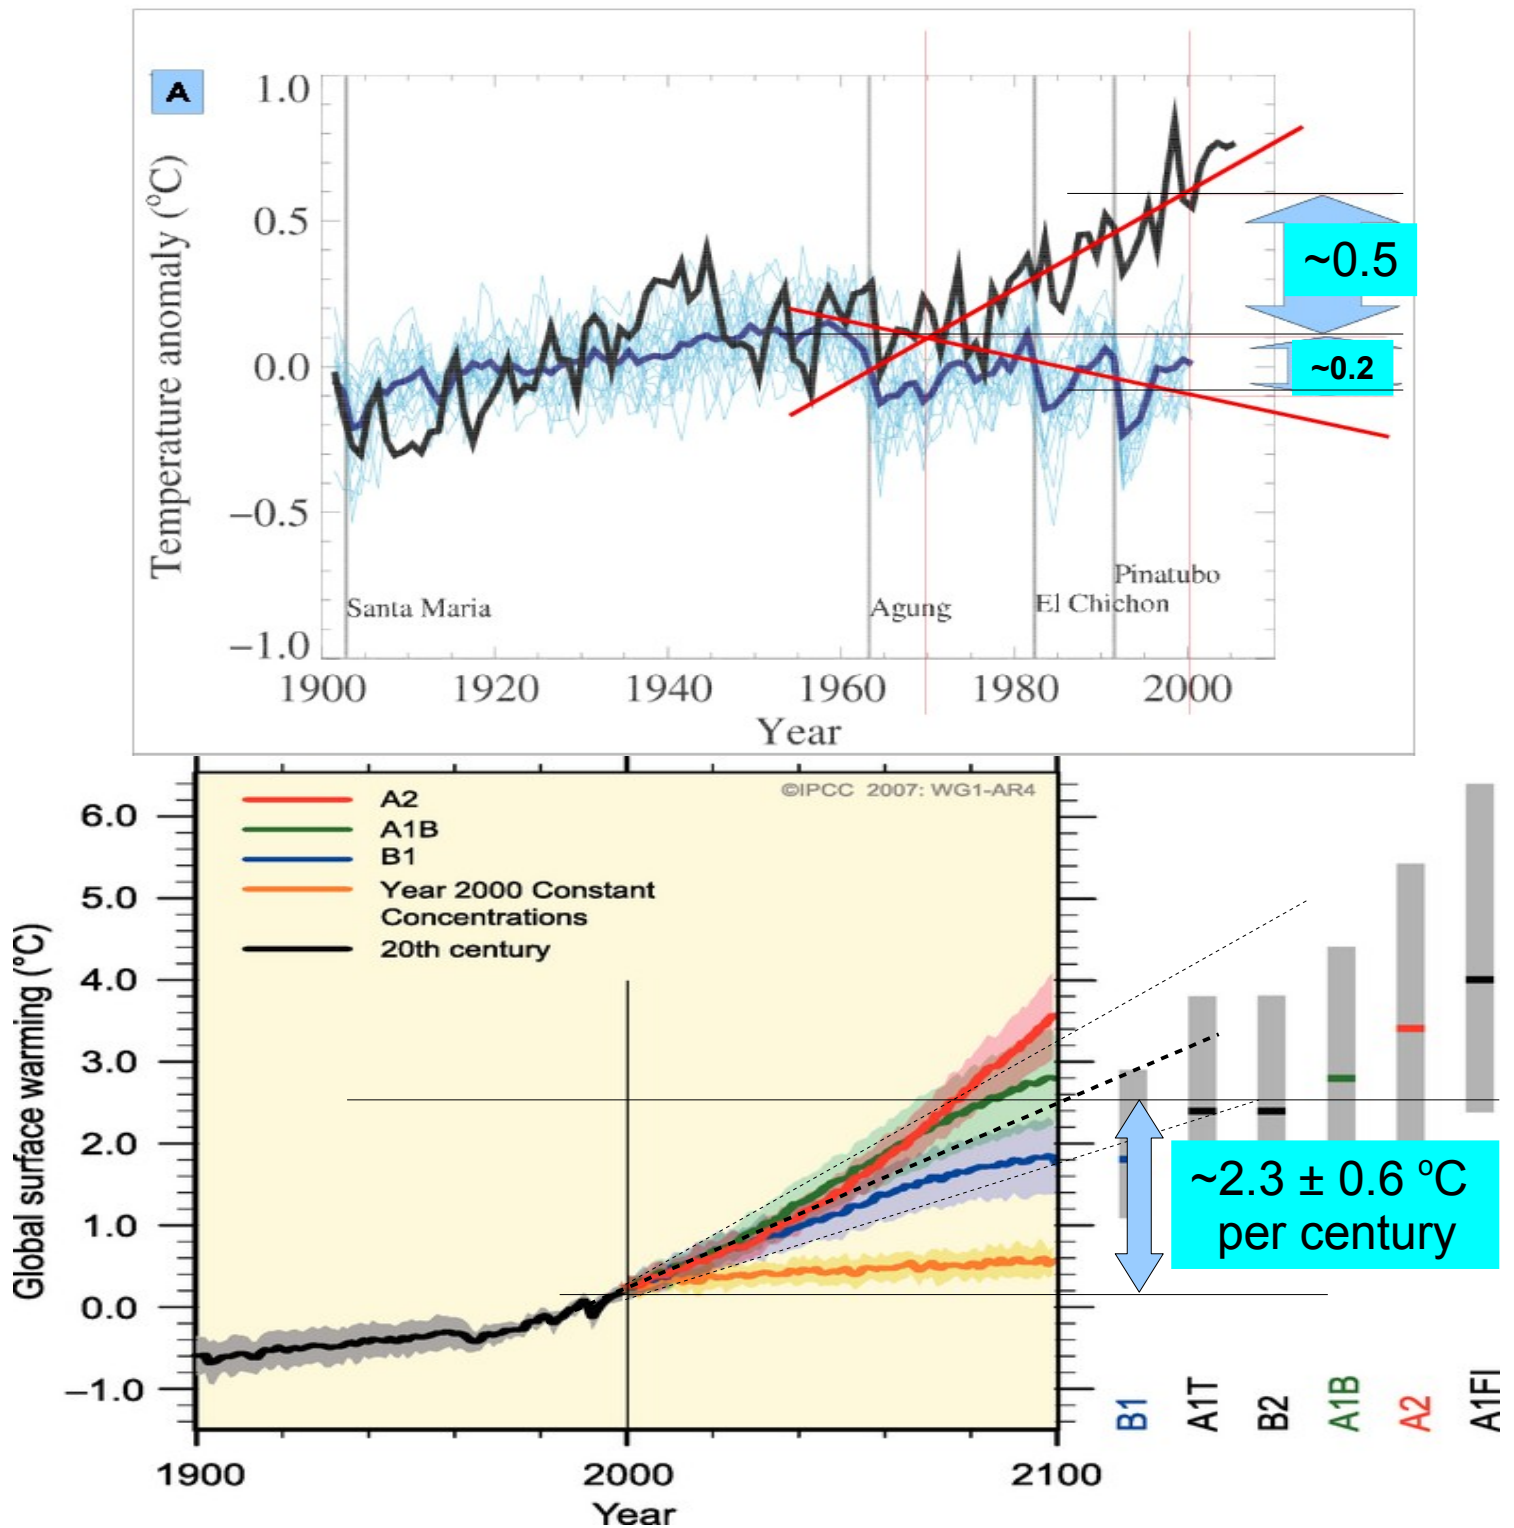 A
Temperature anomaly (°C)
1.0
0.5
0.0
−0.5
−1.0
~0.5
~0.2
Santa Maria
Agung
El Chichon
Pinatubo
1900 1920 1940 1960 1980 2000
Year
©IPCC 2007: WG1-AR4
A2
A1B
B1
Year 2000 Constant
Concentrations
20th century
Global surface warming (°C)
6.0
5.0
4.0
3.0
2.0
1.0
0.0
−1.0
~2.3 ± 0.6 °C
per century
B1
A1T
B2
A1B
A2
A1FI
1900 2000 2100
Year